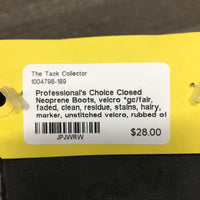 The Tack Collector
1004798-189
Professional's Choice Closed
Neoprene Boots, velcro *gc/fair,
faded, clean, residue, stains, hairy,
marker, unstitched velcro, rubbed of
$28.00
JPJWRW